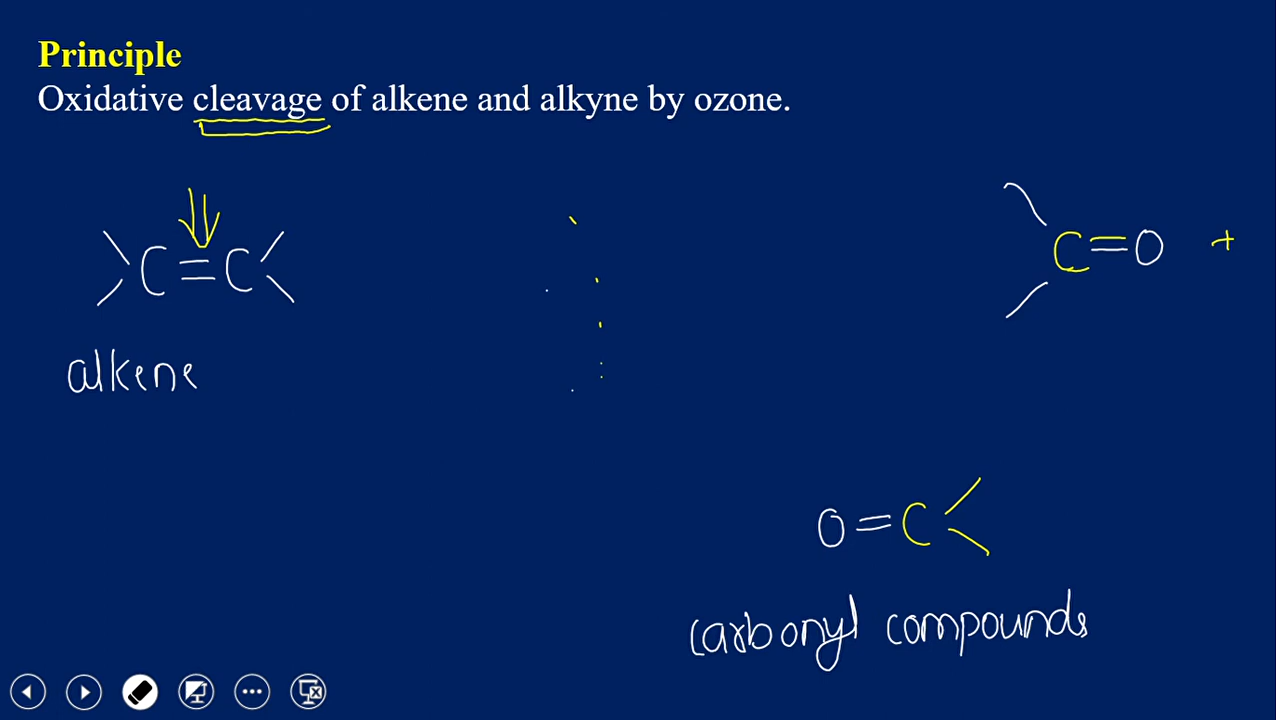 Principle
Oxidative cleavage of alkene and alkyne by ozone.
C=C
C=O +
alkene
O=C
carbonyl compounds